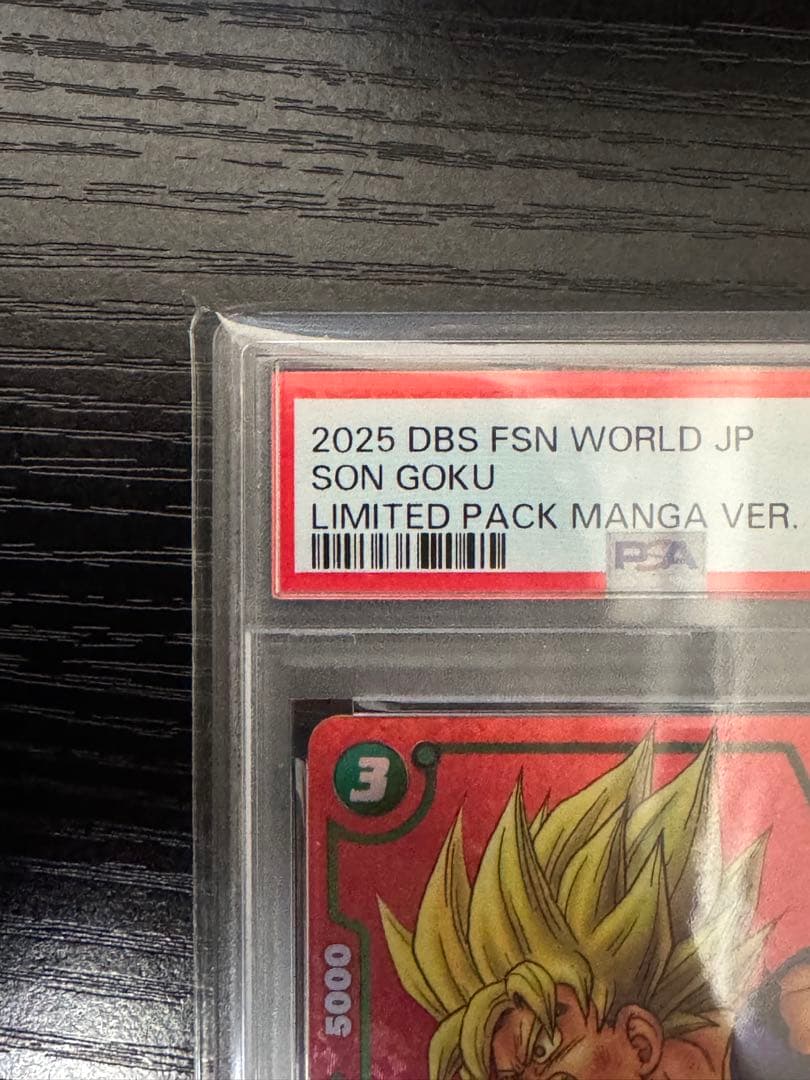 2025 DBS FSN WORLD JP
SON GOKU
LIMITED PACK MANGA VER.
PSA
3
5000